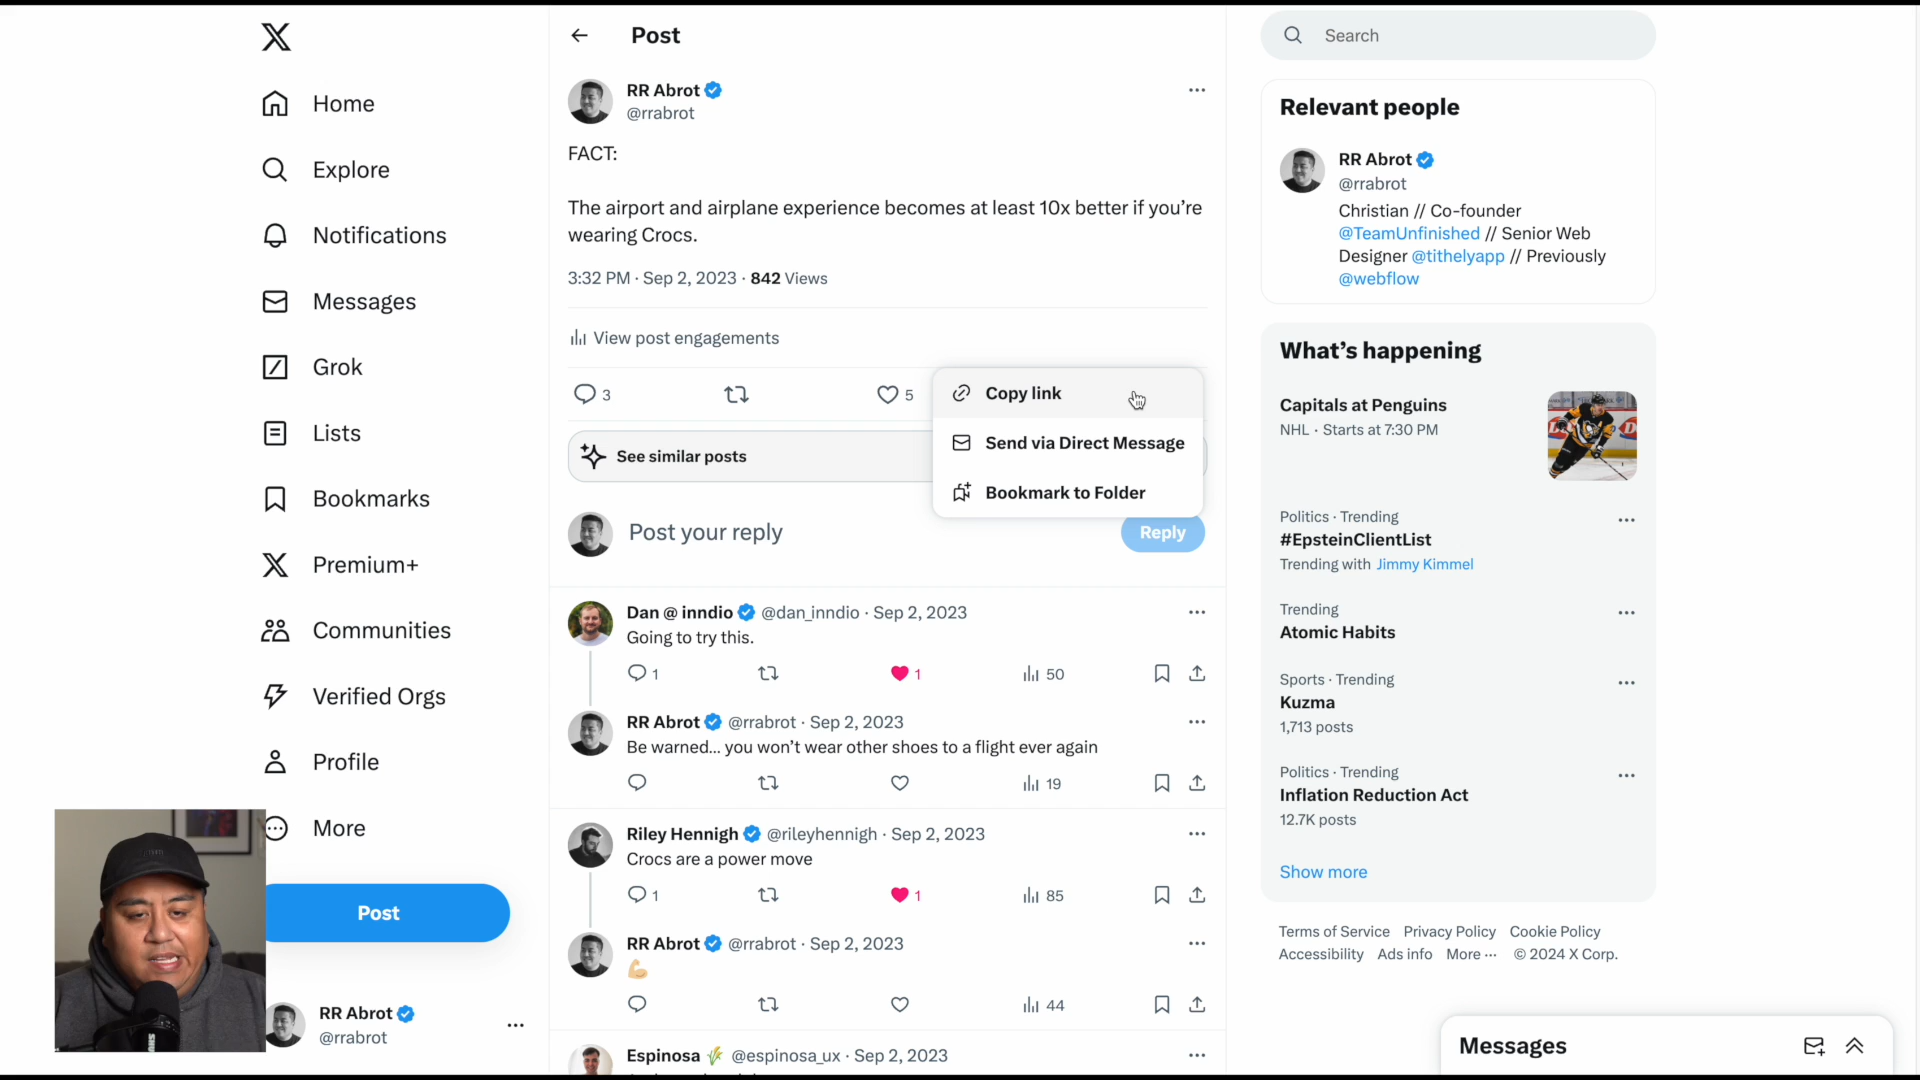 Home
Explore
Notifications
Messages
Grok
Lists
Bookmarks
Premium+
Communities
Verified Orgs
Profile
More
Post
RR Abrot
@rrabrot
Post
RR Abrot
@rrabrot
FACT:
The airport and airplane experience becomes at least 10x better if you’re
wearing Crocs.
3:32 PM · Sep 2, 2023 · 842 Views
View post engagements
3
5
Copy link
Send via Direct Message
Bookmark to Folder
See similar posts
Post your reply
Reply
Dan @ inndio @dan_inndio · Sep 2, 2023
Going to try this.
1
1
50
RR Abrot @rrabrot · Sep 2, 2023
Be warned... you won’t wear other shoes to a flight ever again
19
Riley Hennigh @rileyhennigh · Sep 2, 2023
Crocs are a power move
1
1
85
RR Abrot @rrabrot · Sep 2, 2023
44
Espinosa @espinosa_ux · Sep 2, 2023
Search
Relevant people
RR Abrot
@rrabrot
Christian // Co-founder
@TeamUnfinished // Senior Web
Designer @tithelyapp // Previously
@webflow
What’s happening
Capitals at Penguins
NHL · Starts at 7:30 PM
Politics · Trending
#EpsteinClientList
Trending with Jimmy Kimmel
Trending
Atomic Habits
Sports · Trending
Kuzma
1,713 posts
Politics · Trending
Inflation Reduction Act
12.7K posts
Show more
Terms of Service Privacy Policy Cookie Policy
Accessibility Ads info More ··· © 2024 X Corp.
Messages